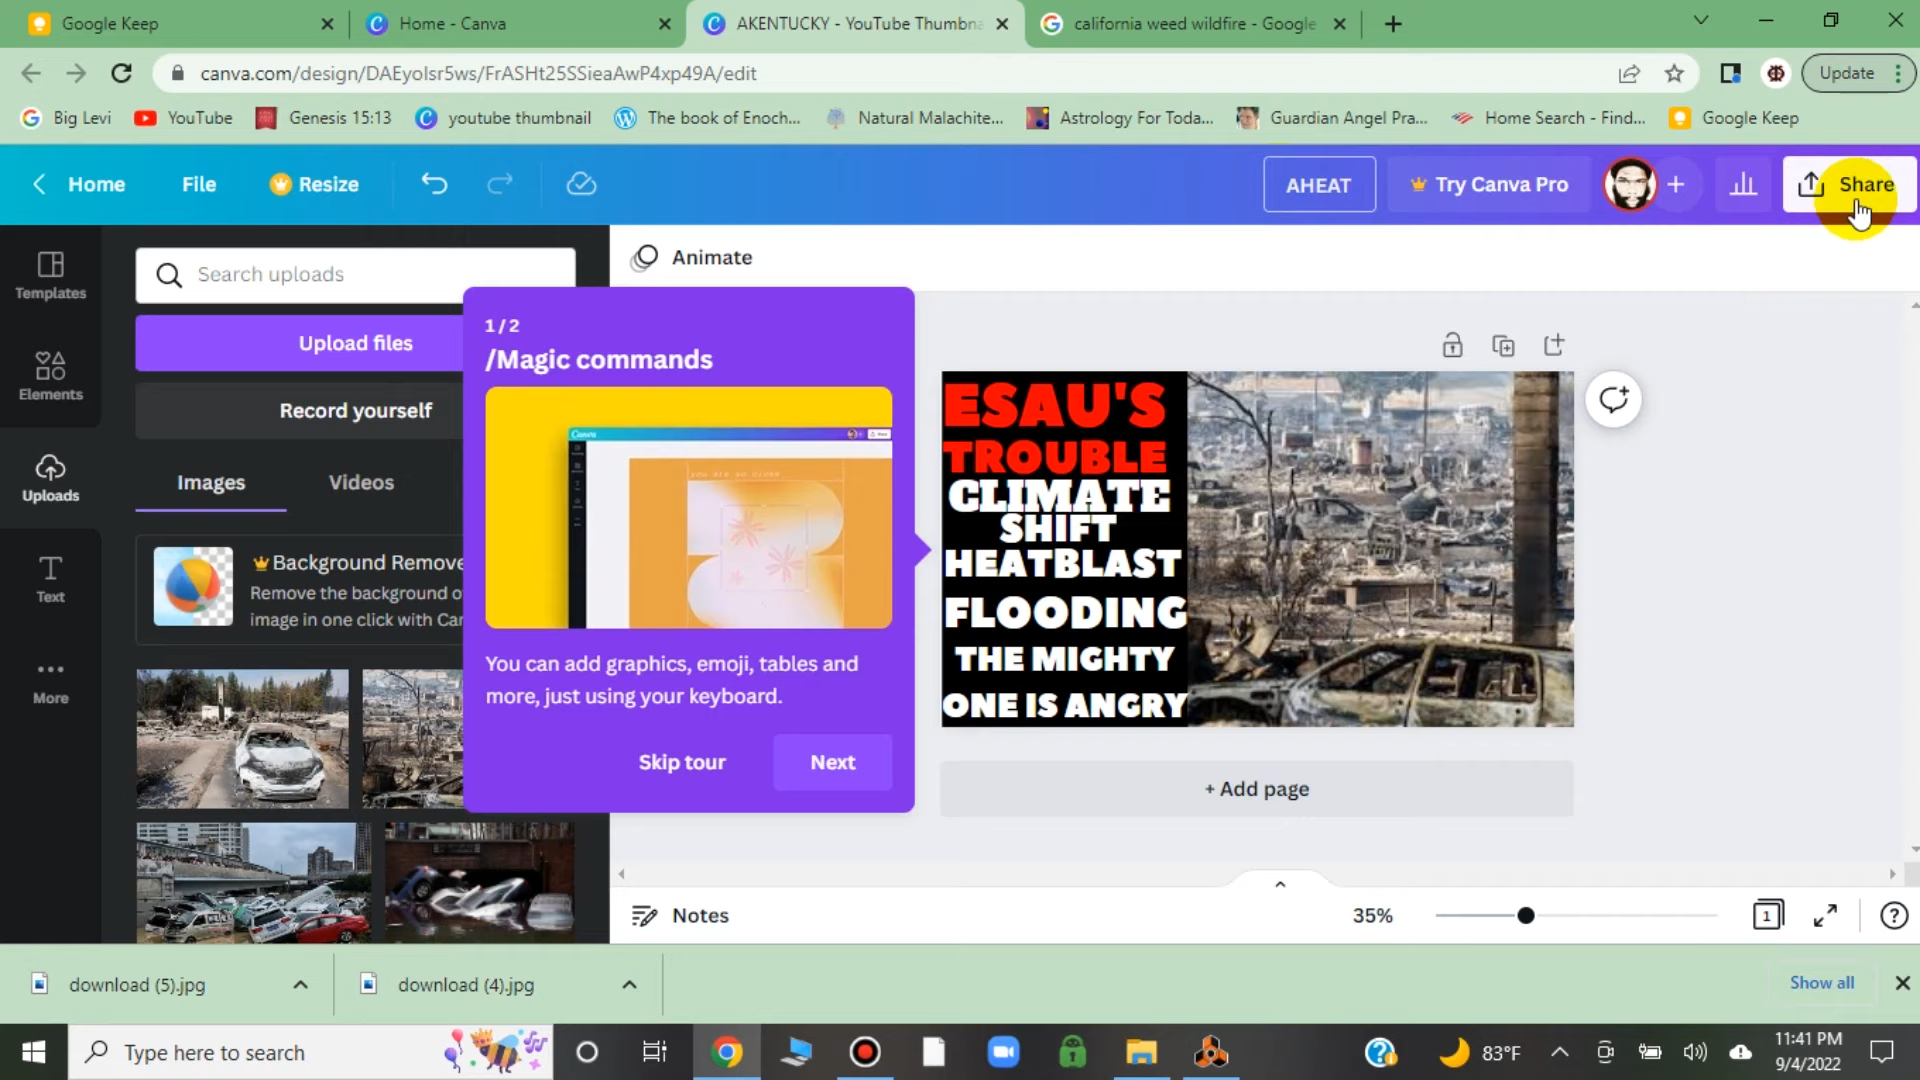 Google Keep
Home - Canva
AKENTUCKY - YouTube Thumbna
california weed wildfire - Google
canva.com/design/DAEyoIsr5ws/FrASHt25SSieaAwP4xp49A/edit
Update
Big Levi
YouTube
Genesis 15:13
youtube thumbnail
The book of Enoch...
Natural Malachite...
Astrology For Toda...
Guardian Angel Pra...
Home Search - Find...
Google Keep
Home
File
Resize
AHEAT
Try Canva Pro
Share
Templates
Elements
Uploads
Text
More
Search uploads
Upload files
Record yourself
Images
Videos
Background Remove
Remove the background o
image in one click with Can
Animate
1/2
/Magic commands
Canva
You can add graphics, emoji, tables and
more, just using your keyboard.
Skip tour
Next
ESAU'S
TROUBLE
CLIMATE
SHIFT
HEATBLAST
FLOODING
THE MIGHTY
ONE IS ANGRY
+ Add page
Notes
35%
1
download (5).jpg
download (4).jpg
Show all
Type here to search
83°F
11:41 PM
9/4/2022